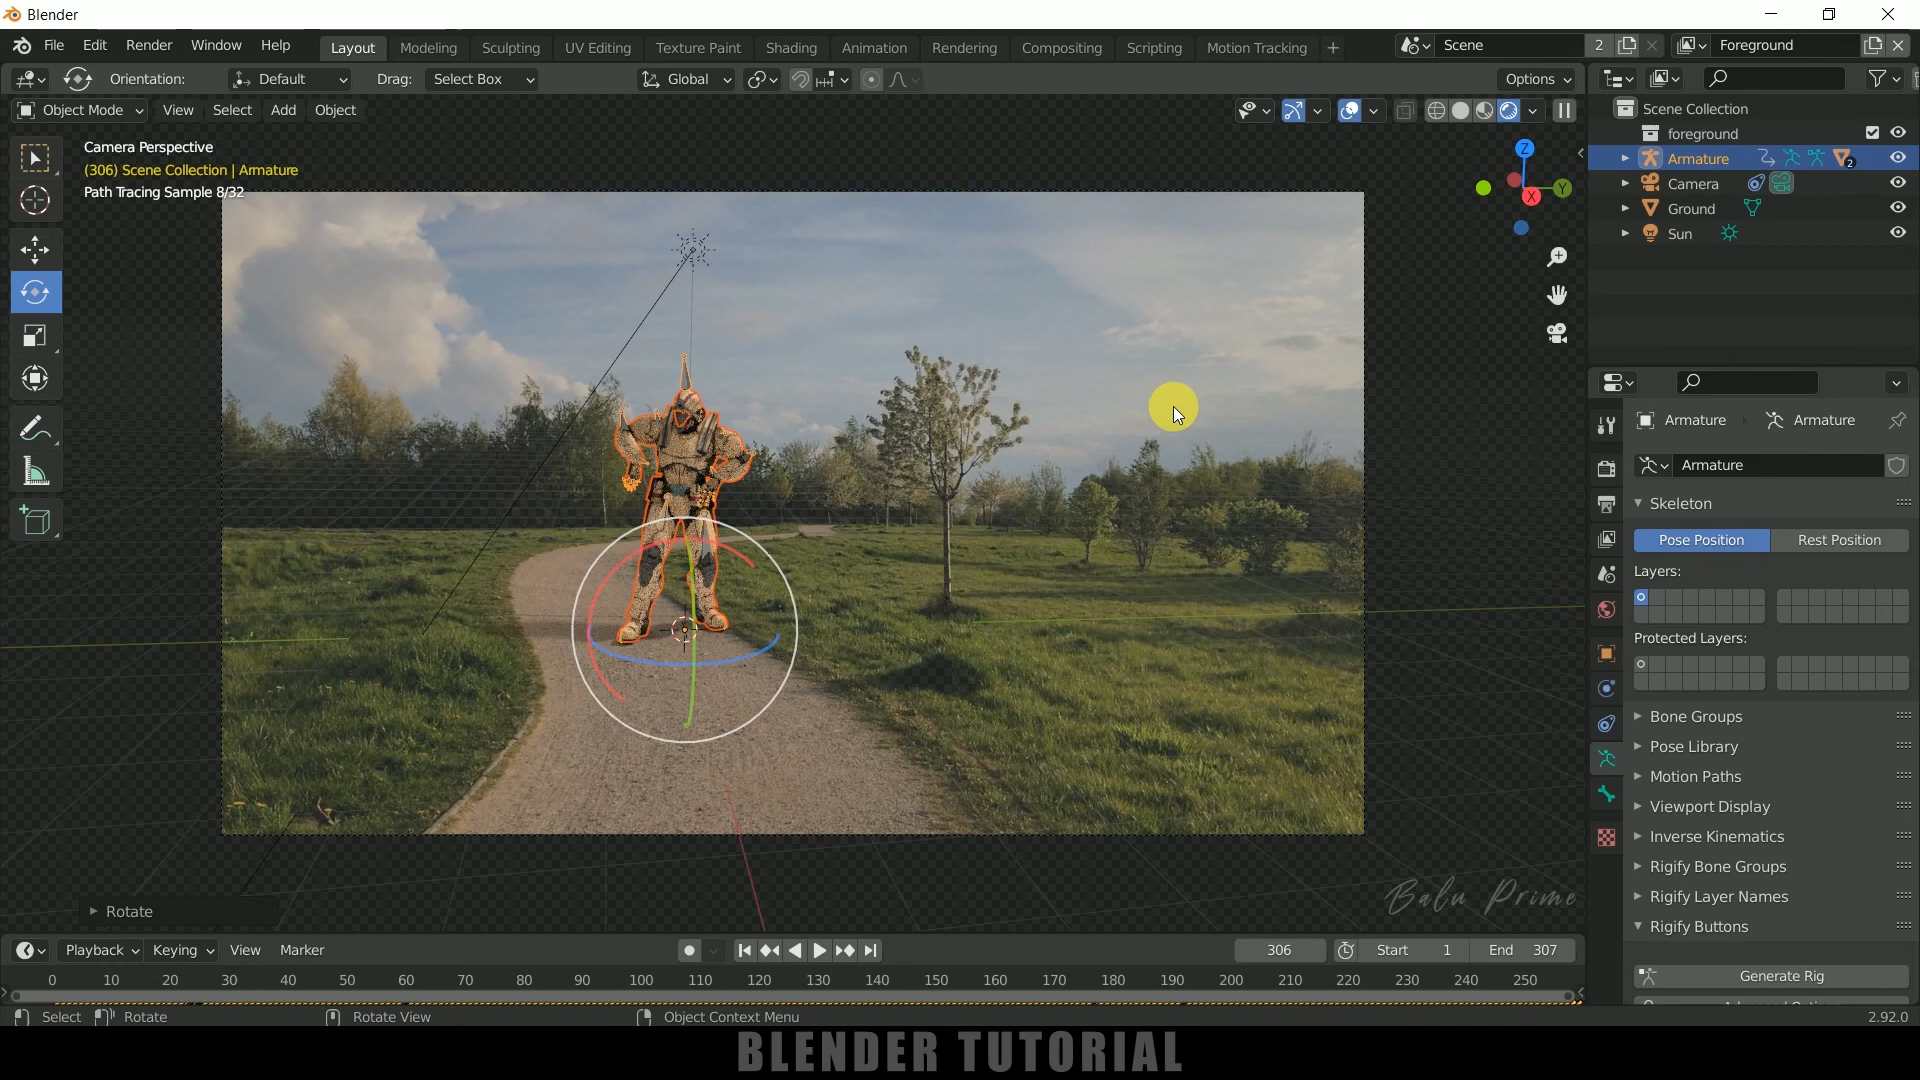 Blender
File Edit Render Window Help Layout Modeling Sculpting UV Editing Texture Paint Shading Animation Rendering Compositing Scripting Motion Tracking + Scene 2 Foreground
Orientation: Default Drag: Select Box Global Options
Object Mode View Select Add Object
Camera Perspective
(306) Scene Collection | Armature
Path Tracing Sample 8/32
Z
Y
X
Scene Collection
foreground
Armature 2
Camera
Ground
Sun
Armature Armature
Armature
Skeleton
Pose Position Rest Position
Layers:
Protected Layers:
Bone Groups
Pose Library
Motion Paths
Viewport Display
Inverse Kinematics
Rigify Bone Groups
Rigify Layer Names
Rigify Buttons
Generate Rig
Balu Prime
Rotate
Playback Keying View Marker 306 Start 1 End 307
0 10 20 30 40 50 60 70 80 90 100 110 120 130 140 150 160 170 180 190 200 210 220 230 240 250
Select Rotate Rotate View Object Context Menu 2.92.0
BLENDER TUTORIAL